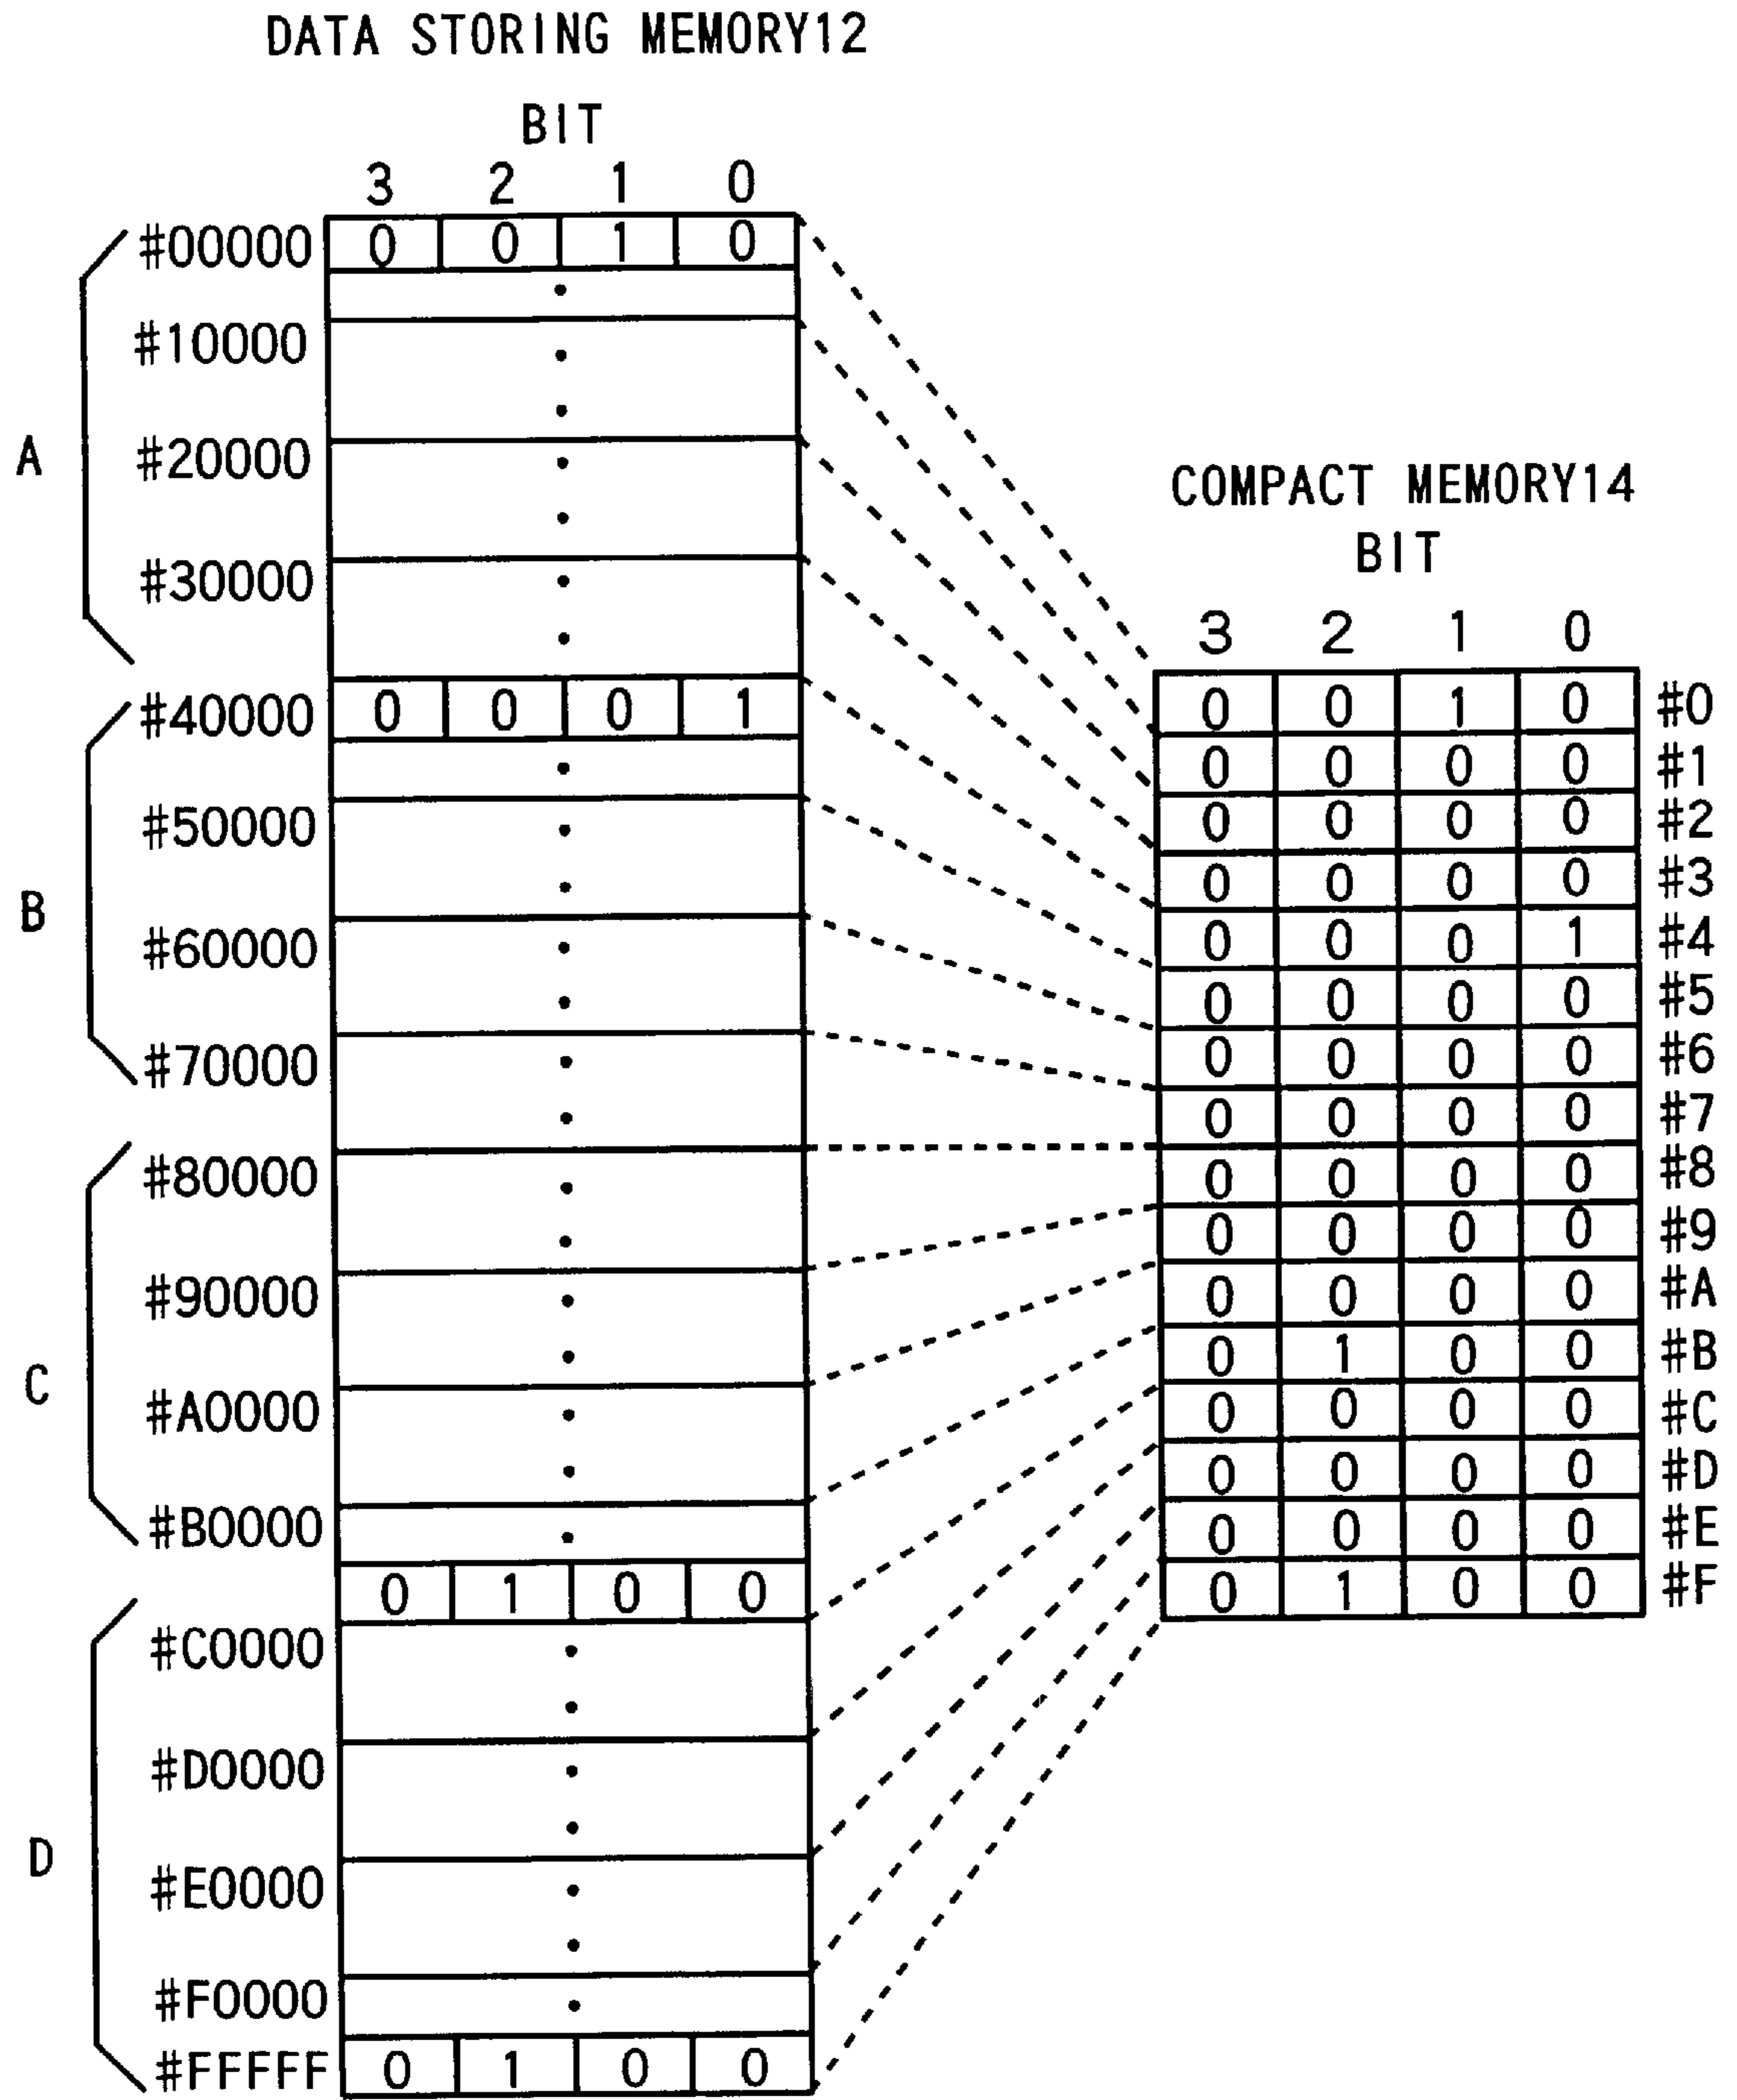 DATA STORING MEMORY12
BIT
3 2 1 0
#00000 0 0 1 0
#10000
A
#20000
#30000
#40000 0 0 0 1
#50000
B
#60000
#70000
#80000
#90000
C
#A0000
#B0000
0 1 0 0
#C0000
#D0000
D
#E0000
#F0000
#FFFFF 0 1 0 0
COMPACT MEMORY14
BIT
3 2 1 0
0 0 1 0 #0
0 0 0 0 #1
0 0 0 0 #2
0 0 0 0 #3
0 0 0 1 #4
0 0 0 0 #5
0 0 0 0 #6
0 0 0 0 #7
0 0 0 0 #8
0 0 0 0 #9
0 0 0 0 #A
0 1 0 0 #B
0 0 0 0 #C
0 0 0 0 #D
0 0 0 0 #E
0 1 0 0 #F